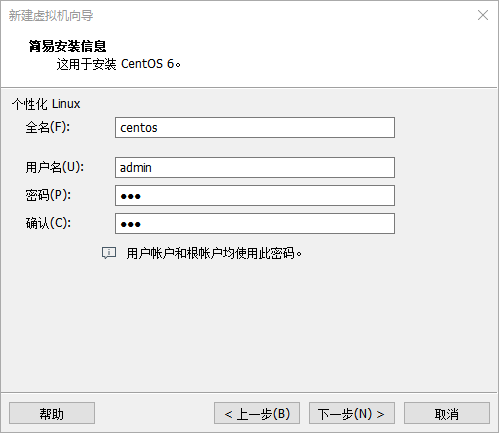 新建虚拟机向导
简易安装信息
这用于安装 CentOS 6。
个性化 Linux
全名(F): centos
用户名(U): admin
密码(P): ●●●
确认(C): ●●●
用户帐户和根帐户均使用此密码。
帮助 < 上一步(B) 下一步(N) > 取消